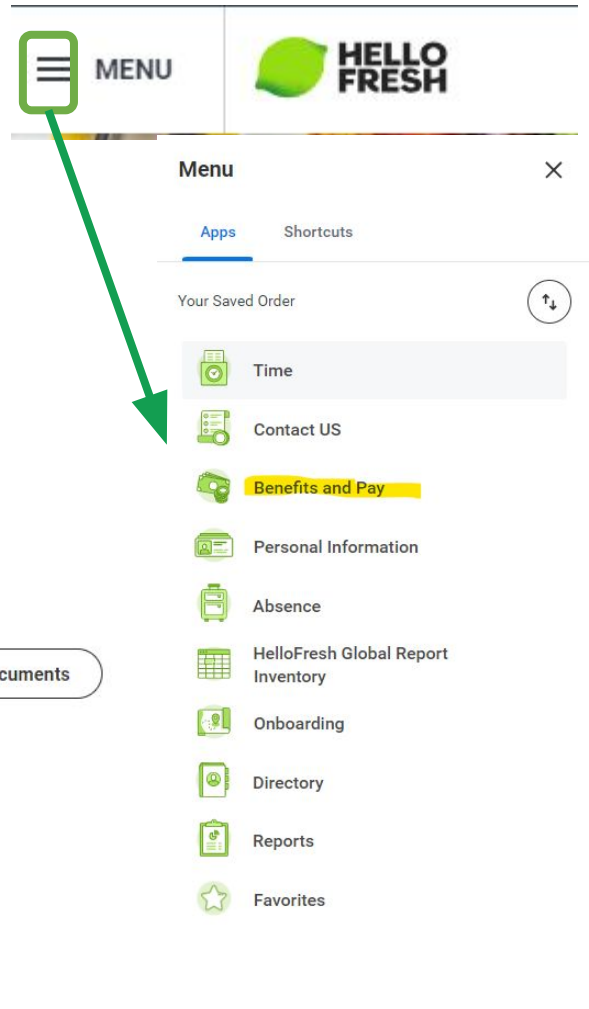 MENU
HELLO
FRESH
Menu
Apps
Shortcuts
Your Saved Order
Time
Contact US
Benefits and Pay
Personal Information
Absence
HelloFresh Global Report
Inventory
cuments
Onboarding
Directory
Reports
Favorites